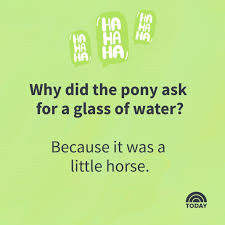 HA
HA
HA
HA
HA
HA
HA
HA
HA
Why did the pony ask
for a glass of water?
Because it was a
little horse.
TODAY